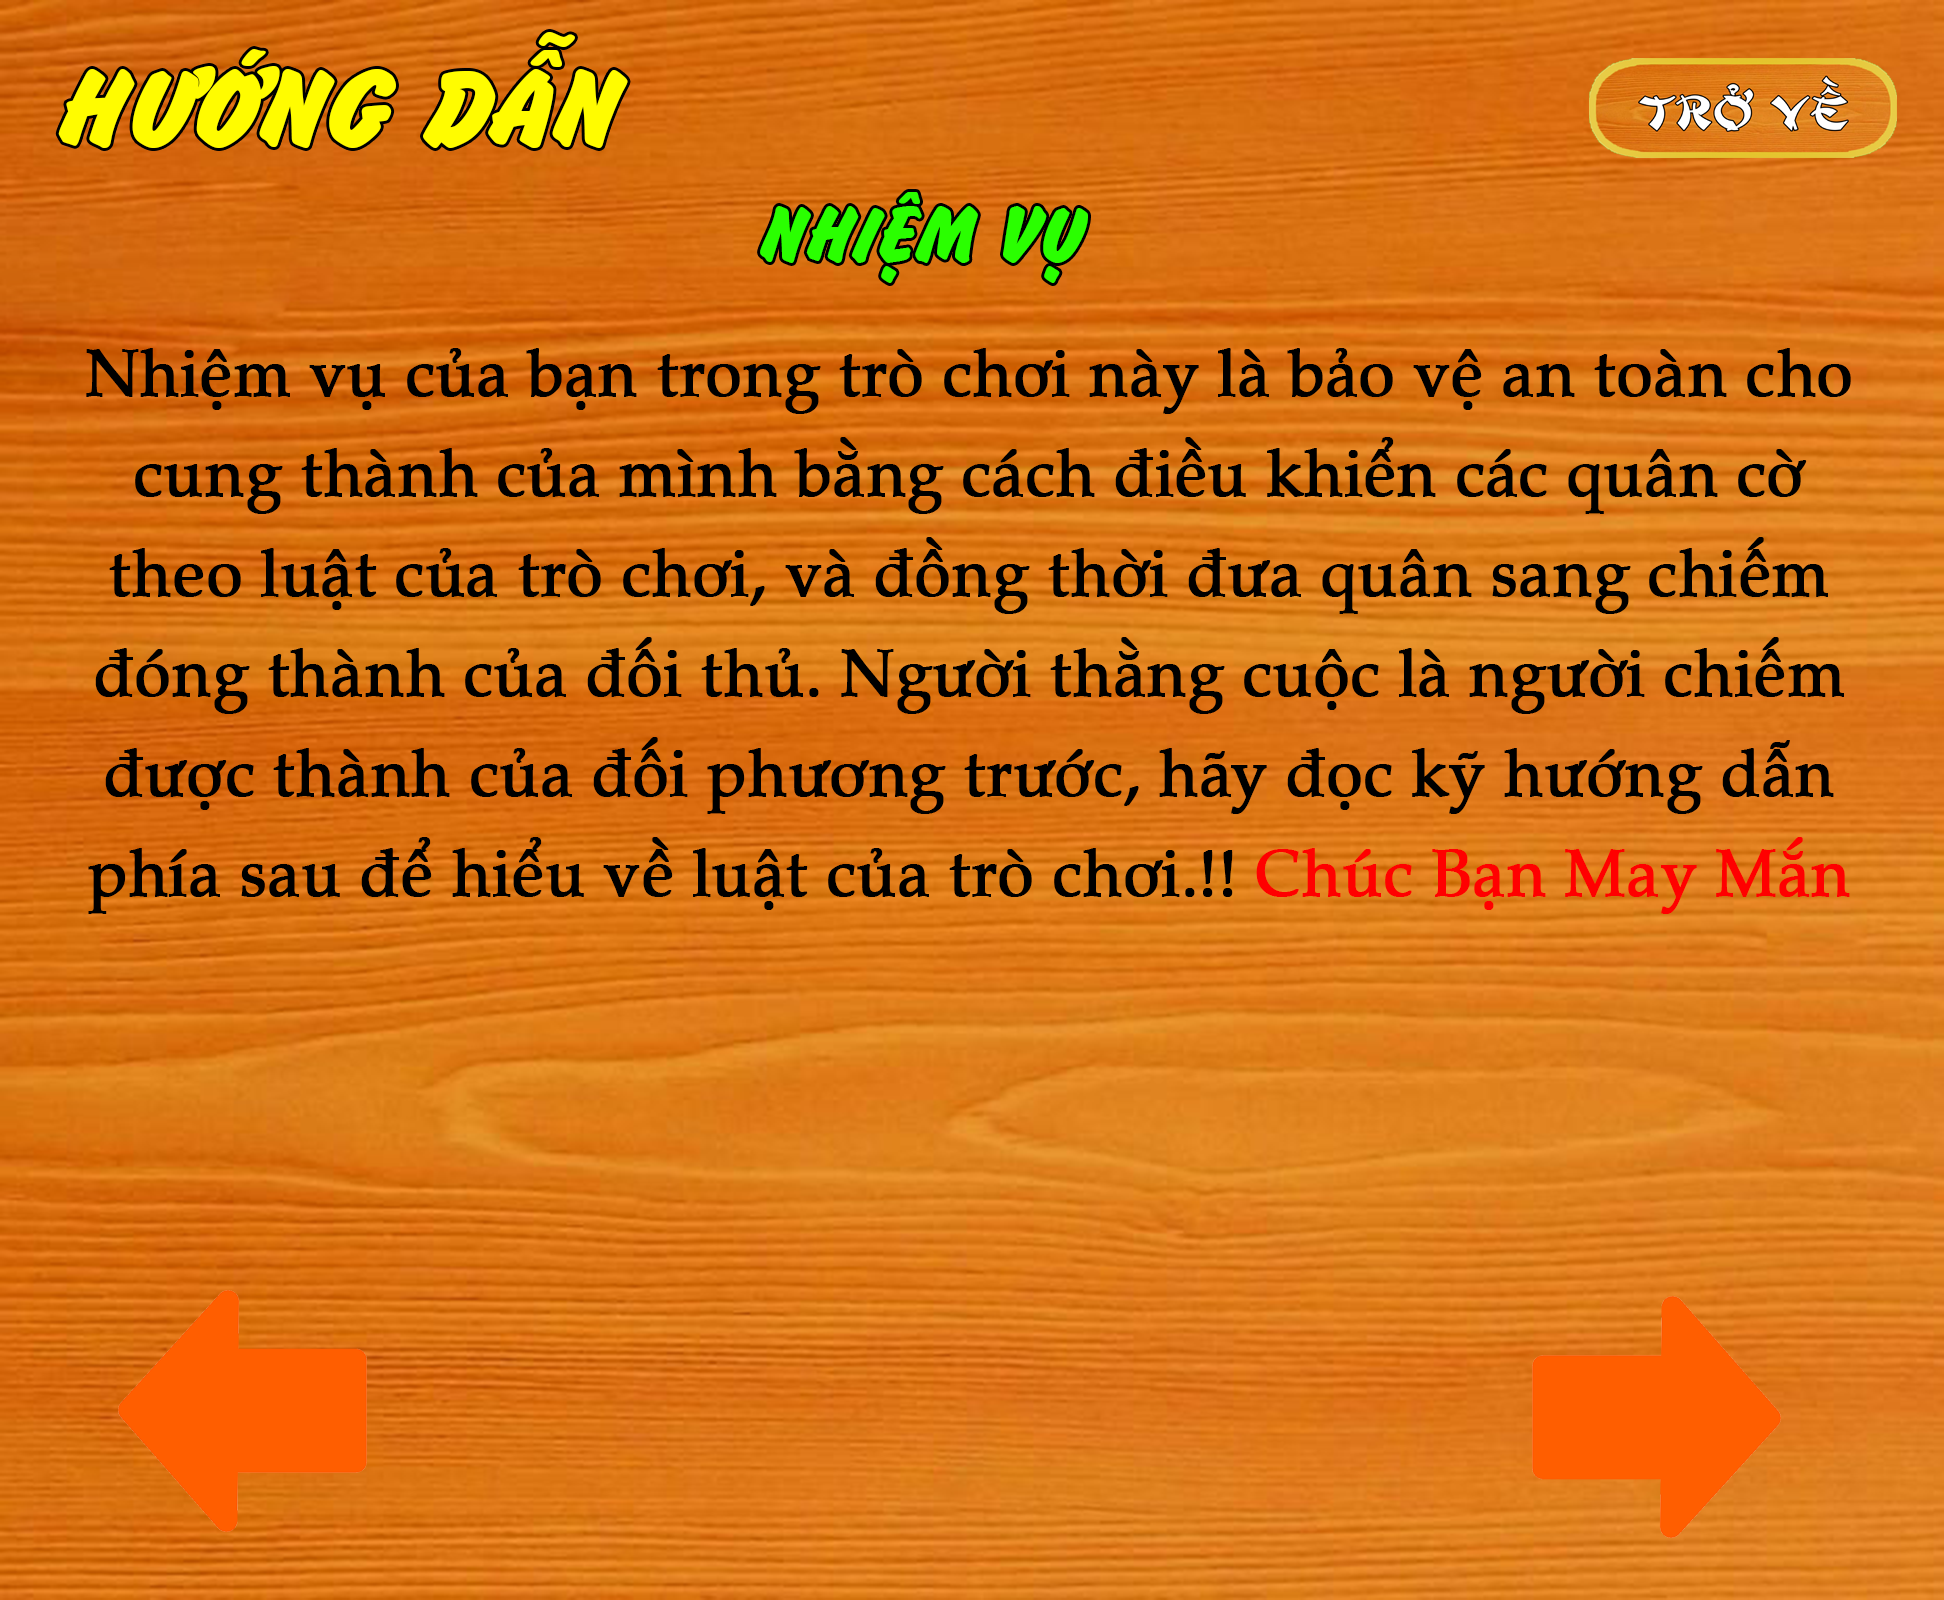 HƯỚNG DẪN
TRỞ VỀ
NHIỆM VỤ
Nhiệm vụ của bạn trong trò chơi này là bảo vệ an toàn cho
cung thành của mình bằng cách điều khiển các quân cờ
theo luật của trò chơi, và đồng thời đưa quân sang chiếm
đóng thành của đối thủ. Người thằng cuộc là người chiếm
được thành của đối phương trước, hãy đọc kỹ hướng dẫn
phía sau để hiểu về luật của trò chơi.!! Chúc Bạn May Mắn